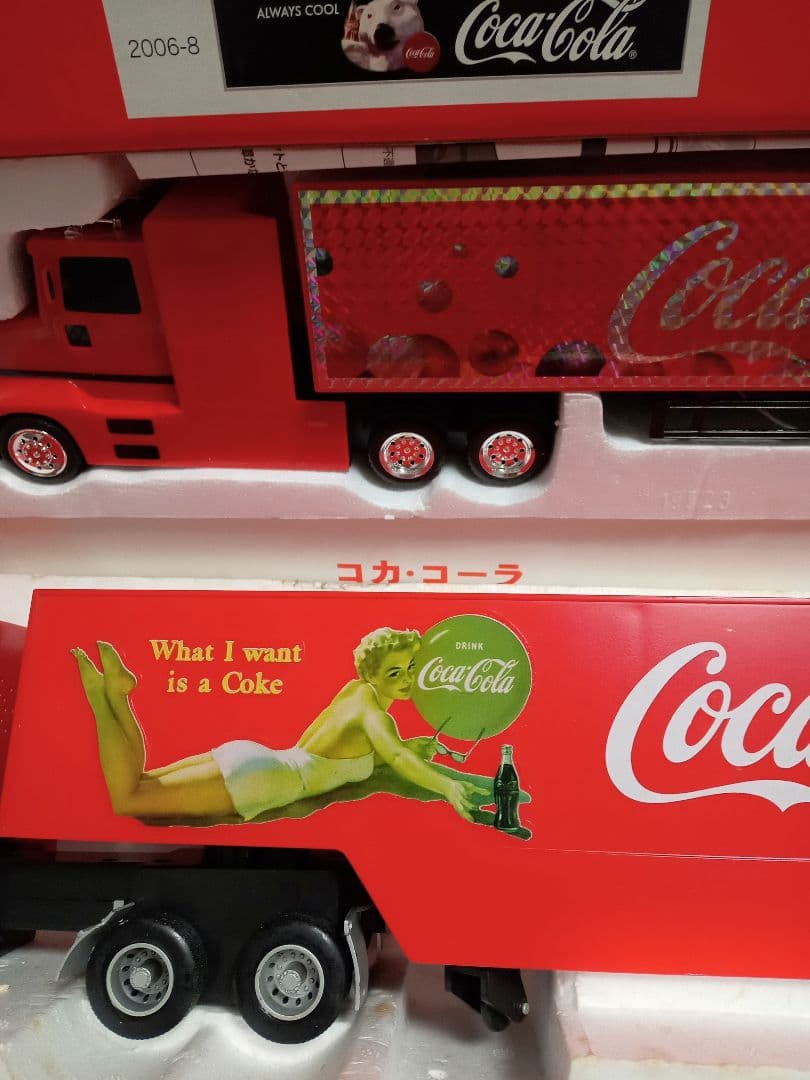 ALWAYS COOL
2006-8
Coca-Cola
Coca-Cola
Coca
コカ・コーラ
What I want
is a Coke
DRINK
Coca-Cola
Coca